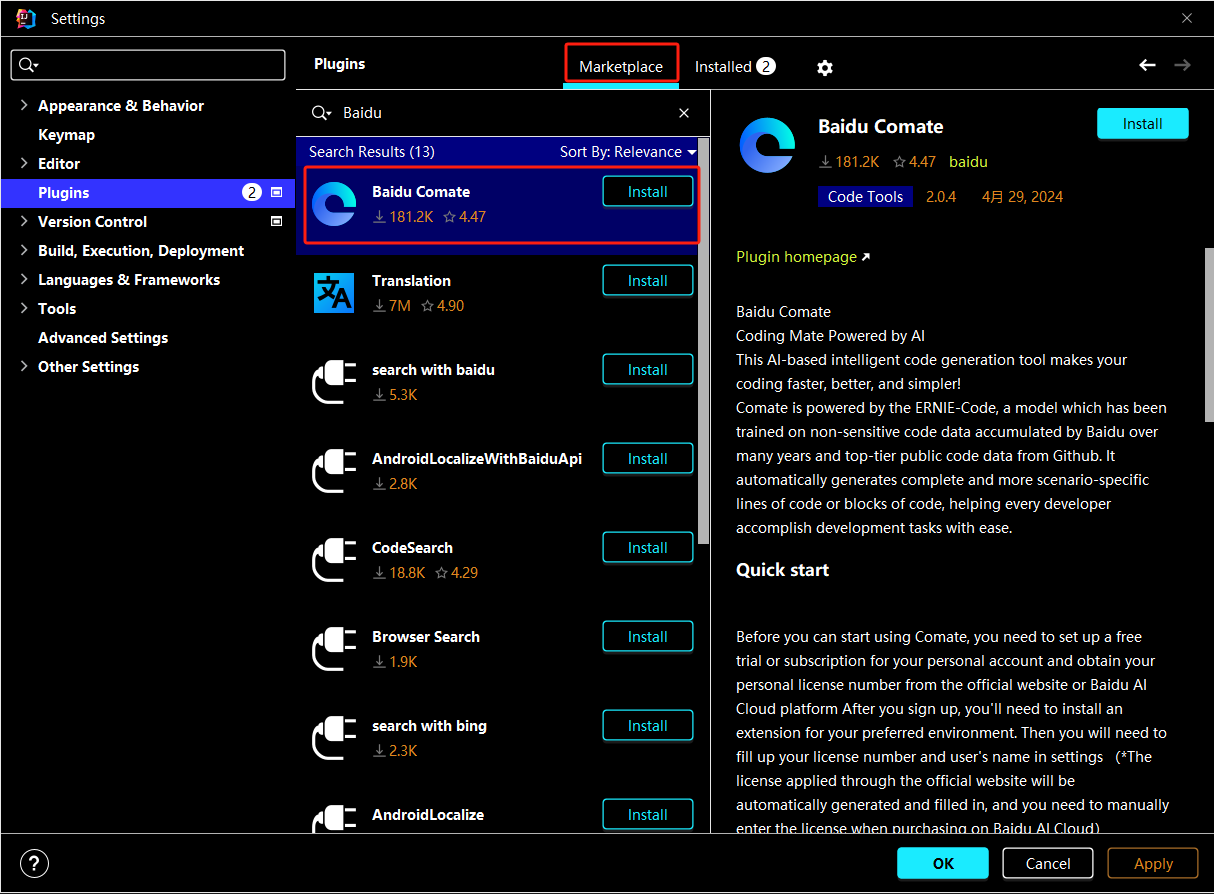 Settings
Appearance & Behavior
Keymap
Editor
Plugins 2
Version Control
Build, Execution, Deployment
Languages & Frameworks
Tools
Advanced Settings
Other Settings
Plugins
Marketplace
Installed 2
Baidu
Search Results (13)
Sort By: Relevance
Baidu Comate
Install
181.2K 4.47
Translation
Install
7M 4.90
search with baidu
Install
5.3K
AndroidLocalizeWithBaiduApi
Install
2.8K
CodeSearch
Install
18.8K 4.29
Browser Search
Install
1.9K
search with bing
Install
2.3K
AndroidLocalize
Install
Baidu Comate
Install
181.2K 4.47 baidu
Code Tools 2.0.4 4月 29, 2024
Plugin homepage
Baidu Comate
Coding Mate Powered by AI
This AI-based intelligent code generation tool makes your
coding faster, better, and simpler!
Comate is powered by the ERNIE-Code, a model which has been
trained on non-sensitive code data accumulated by Baidu over
many years and top-tier public code data from Github. It
automatically generates complete and more scenario-specific
lines of code or blocks of code, helping every developer
accomplish development tasks with ease.
Quick start
Before you can start using Comate, you need to set up a free
trial or subscription for your personal account and obtain your
personal license number from the official website or Baidu AI
Cloud platform After you sign up, you'll need to install an
extension for your preferred environment. Then you will need to
fill up your license number and user's name in settings (*The
license applied through the official website will be
automatically generated and filled in, and you need to manually
enter the license when purchasing on Baidu AI Cloud)
?
OK
Cancel
Apply